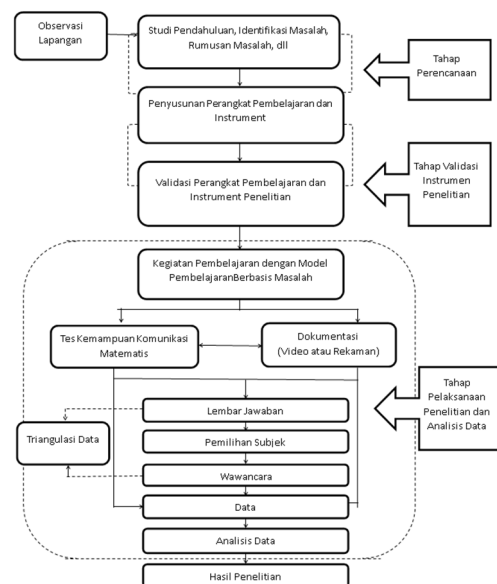 Observasi
Lapangan
Studi Pendahuluan, Identifikasi Masalah,
Rumusan Masalah, dll
Tahap
Perencanaan
Penyusunan Perangkat Pembelajaran dan
Instrument
Validasi Perangkat Pembelajaran dan
Instrument Penelitian
Tahap Validasi
Instrumen
Penelitian
Kegiatan Pembelajaran dengan Model
PembelajaranBerbasis Masalah
Tes Kemampuan Komunikasi
Matematis
Dokumentasi
(Video atau Rekaman)
Lembar Jawaban
Triangulasi Data
Pemilihan Subjek
Wawancara
Data
Analisis Data
Hasil Penelitian
Tahap
Pelaksanaan
Penelitian dan
Analisis Data